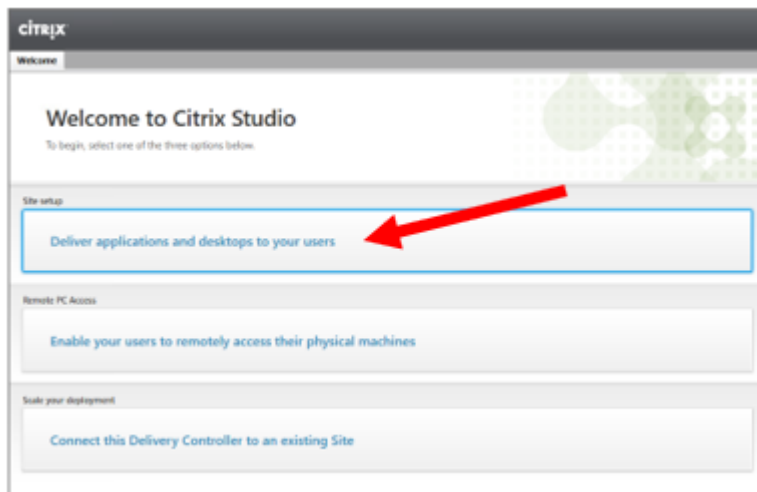 CİTRIX
Welcome
Welcome to Citrix Studio
To begin, select one of the three options below.
Site setup
Deliver applications and desktops to your users
Remote PC Access
Enable your users to remotely access their physical machines
Scale your deployment
Connect this Delivery Controller to an existing Site